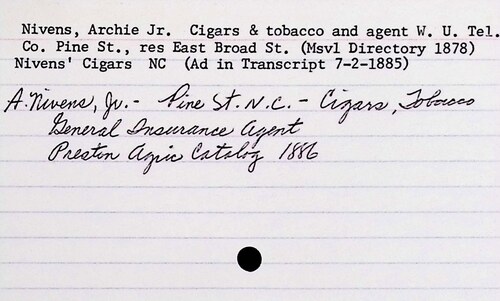 Nivens, Archie Jr.  Cigars & tobacco and agent W. U. Tel.
Co. Pine St., res East Broad St. (Msvl Directory 1878)
Nivens' Cigars  NC  (Ad in Transcript 7-2-1885)
A. Nivens, Jr. - Pine St. N.C. - Cigars, Tobacco
General Insurance Agent
Preston Agric Catalog 1886